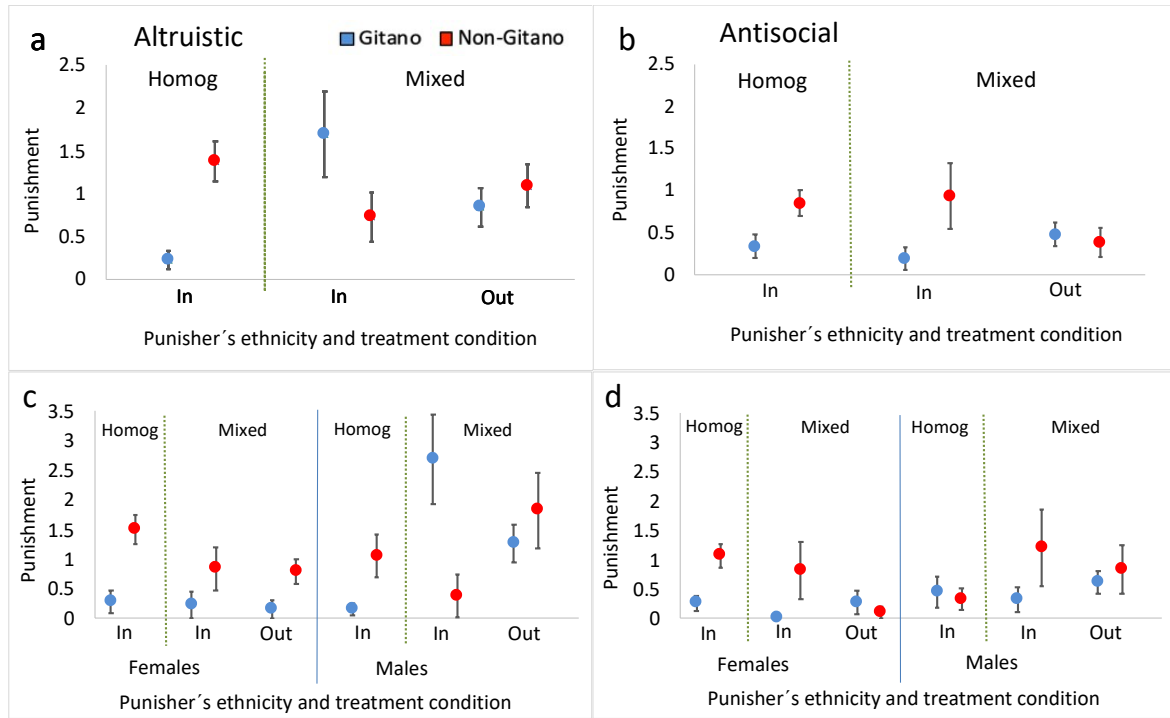 a
Altruistic
Gitano
Non-Gitano
2.5
2
1.5
1
0.5
0
Homog
Mixed
Punishment
In
In
Out
Punisher´s ethnicity and treatment condition
b
Antisocial
2.5
2
1.5
1
0.5
0
Homog
Mixed
Punishment
In
In
Out
Punisher´s ethnicity and treatment condition
c
3.5
3
2.5
2
1.5
1
0.5
0
Homog
Mixed
Homog
Mixed
Punishment
In
In
Out
In
In
Out
Females
Males
Punisher´s ethnicity and treatment condition
d
3.5
3
2.5
2
1.5
1
0.5
0
Homog
Mixed
Homog
Mixed
Punishment
In
In
Out
In
In
Out
Females
Males
Punisher´s ethnicity and treatment condition